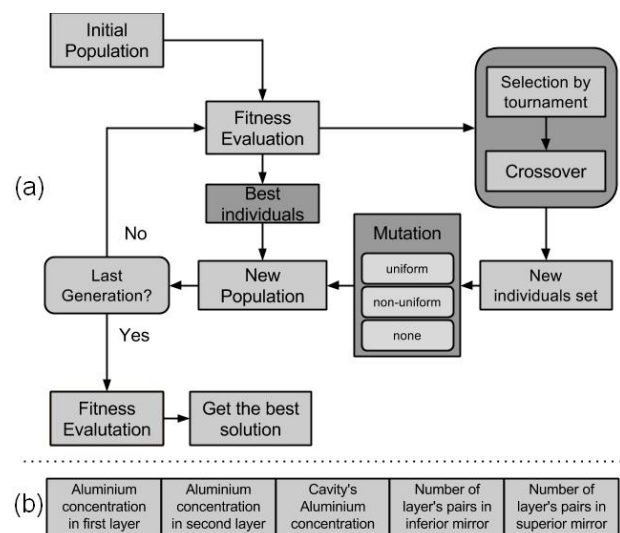 Initial
Population
Fitness
Evaluation
Selection by
tournament
Crossover
(a)
Best
individuals
No
Mutation
uniform
non-uniform
none
Last
Generation?
New
Population
New
individuals set
Yes
Fitness
Evalutation
Get the best
solution
(b)
Aluminium
concentration
in first layer
Aluminium
concentration
in second layer
Cavity's
Aluminium
concentration
Number of
layer's pairs in
inferior mirror
Number of
layer's pairs in
superior mirror